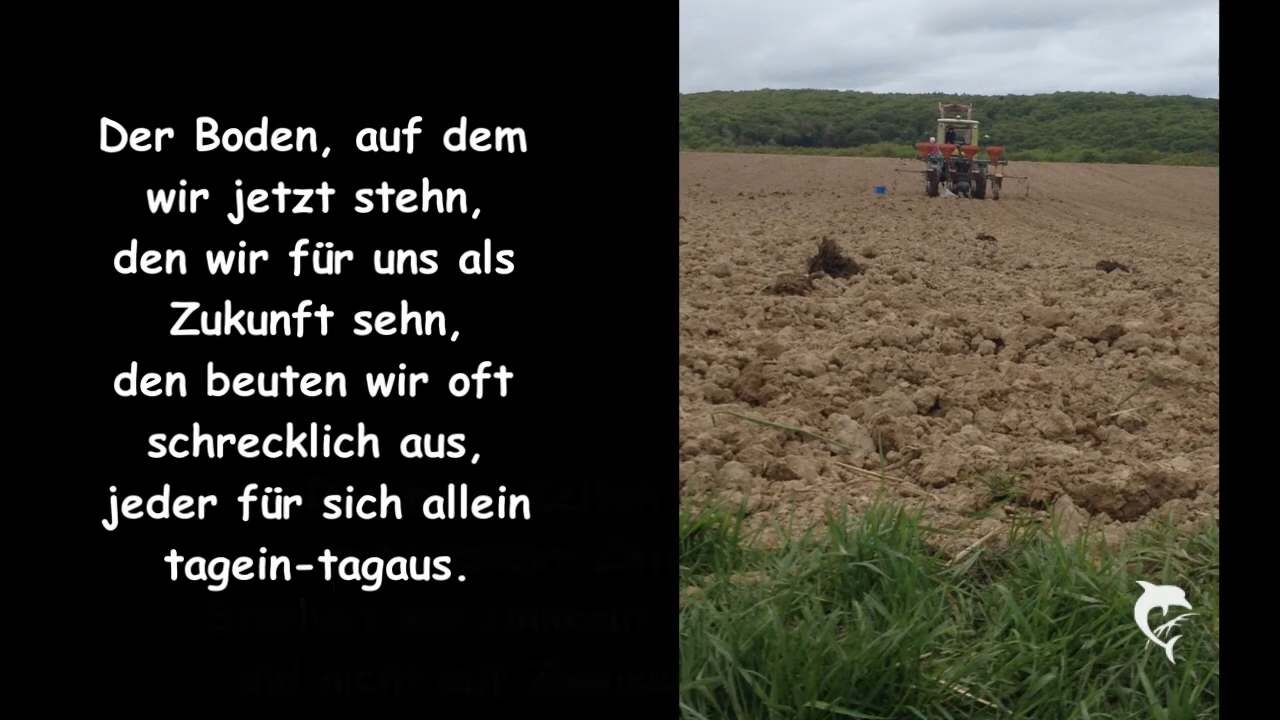 Der Boden, auf dem
wir jetzt stehn,
den wir für uns als
Zukunft sehn,
den beuten wir oft
schrecklich aus,
jeder für sich allein
tagein-tagaus.